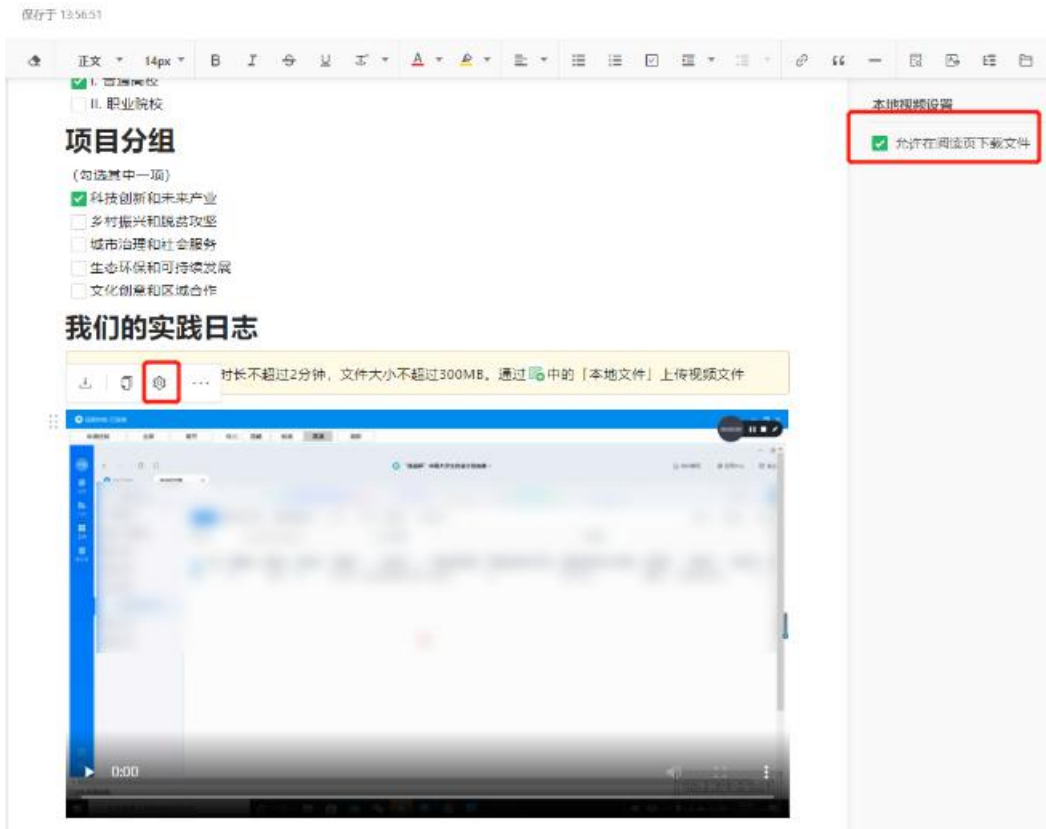 保存于 13:56:51
正文 14px
本地视频设置
I. 普通高校
II. 职业院校
允许在阅读页下载文件
项目分组
(勾选其中一项)
科技创新和未来产业
乡村振兴和脱贫攻坚
城市治理和社会服务
生态环保和可持续发展
文化创意和区域合作
我们的实践日志
时长不超过2分钟，文件大小不超过300MB。通过中的「本地文件」上传视频文件
0:00